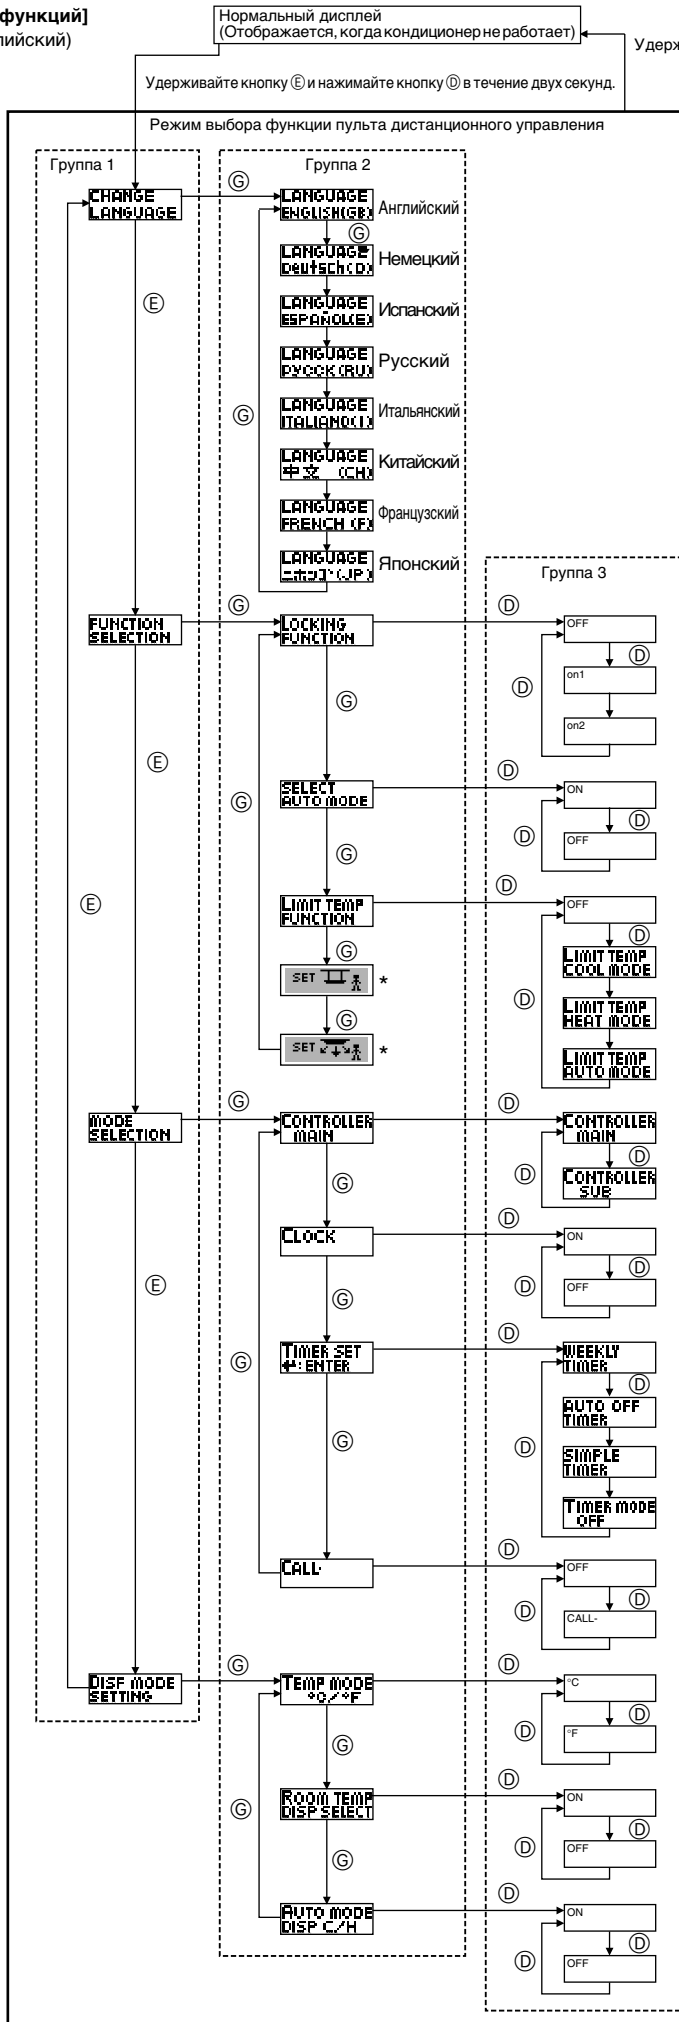 функций]
лийский)
Нормальный дисплей
(Отображается, когда кондиционер не работает)
Удерж
Удерживайте кнопку Ⓔ и нажимайте кнопку Ⓓ в течение двух секунд.
Режим выбора функции пульта дистанционного управления
Группа 1
Группа 2
CHANGE
LANGUAGE
Ⓖ
LANGUAGE
ENGLISH(GB)
Английский
Ⓖ
LANGUAGE
Deutsch(D)
Немецкий
Ⓔ
LANGUAGE
ESPAÑOL(E)
Испанский
LANGUAGE
РУССК(RU)
Русский
Ⓖ
LANGUAGE
ITALIANO(I)
Итальянский
LANGUAGE
中文 (CH)
Китайский
LANGUAGE
FRENCH (F)
Французский
LANGUAGE
ニホンゴ(JP)
Японский
Группа 3
FUNCTION
SELECTION
Ⓖ
LOCKING
FUNCTION
Ⓓ
OFF
Ⓓ
on1
Ⓓ
Ⓖ
on2
Ⓔ
Ⓖ
SELECT
AUTO MODE
Ⓓ
ON
Ⓓ
Ⓓ
OFF
Ⓖ
Ⓔ
LIMIT TEMP
FUNCTION
Ⓓ
OFF
Ⓓ
Ⓖ
LIMIT TEMP
COOL MODE
SET
*
Ⓓ
LIMIT TEMP
HEAT MODE
Ⓖ
SET
*
LIMIT TEMP
AUTO MODE
MODE
SELECTION
Ⓖ
CONTROLLER
MAIN
Ⓓ
CONTROLLER
MAIN
Ⓓ
Ⓓ
CONTROLLER
SUB
Ⓖ
CLOCK
Ⓓ
ON
Ⓓ
Ⓓ
OFF
Ⓔ
Ⓖ
Ⓖ
TIMER SET
↵:ENTER
Ⓓ
WEEKLY
TIMER
Ⓓ
AUTO OFF
TIMER
Ⓓ
Ⓖ
SIMPLE
TIMER
TIMER MODE
OFF
CALL-
Ⓓ
OFF
Ⓓ
Ⓓ
CALL-
DISP MODE
SETTING
Ⓖ
TEMP MODE
°C/°F
Ⓓ
°C
Ⓓ
Ⓓ
°F
Ⓖ
Ⓖ
ROOM TEMP
DISP SELECT
Ⓓ
ON
Ⓓ
Ⓓ
OFF
Ⓖ
AUTO MODE
DISP C/H
Ⓓ
ON
Ⓓ
Ⓓ
OFF